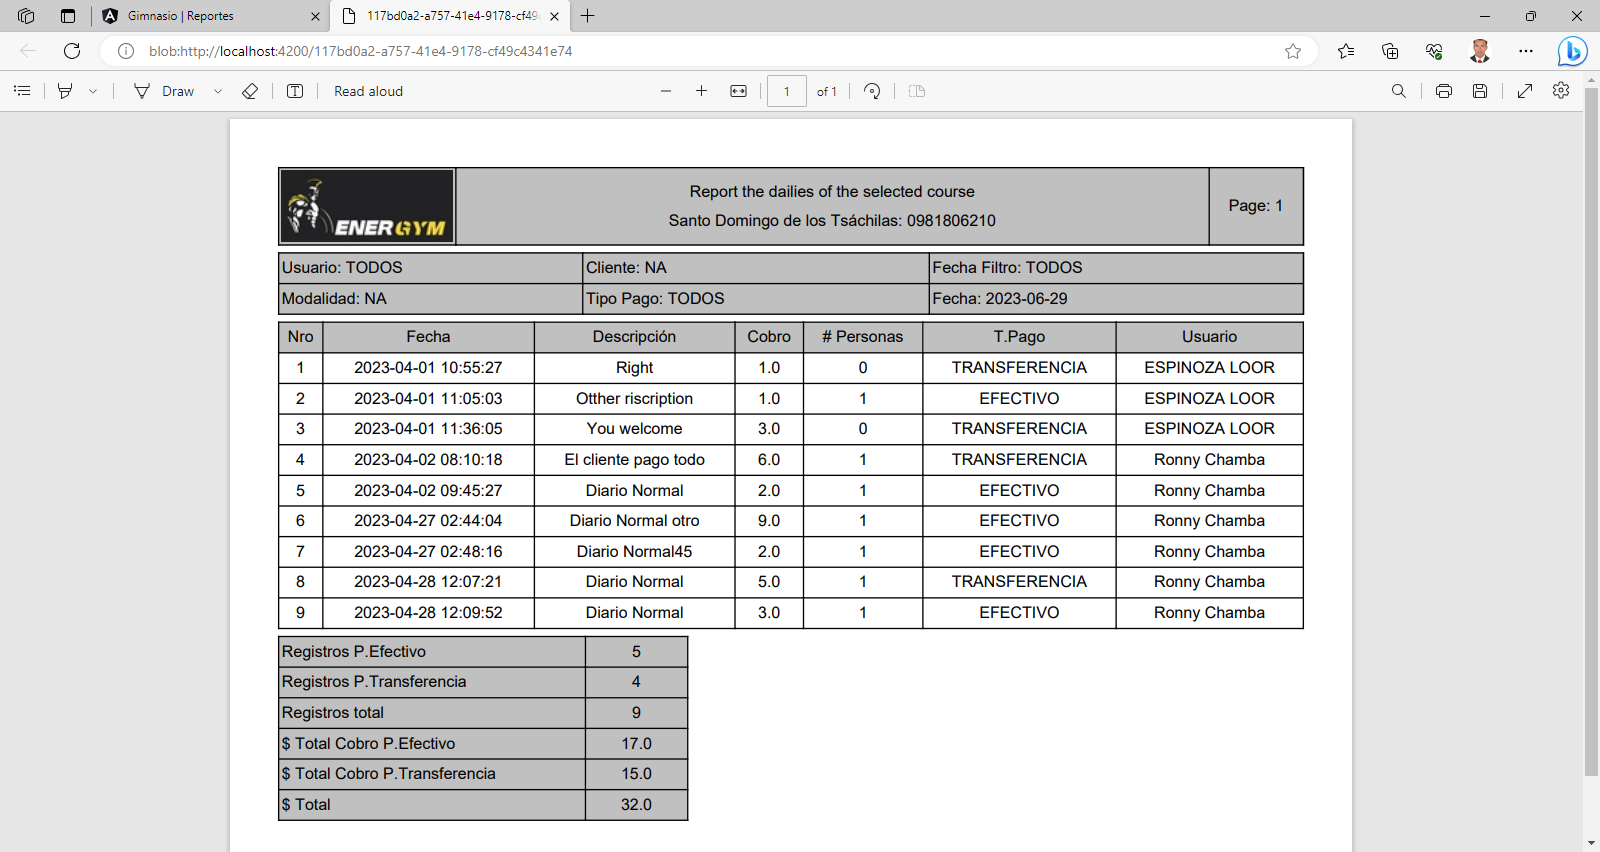 Gimnasio | Reportes
117bd0a2-a757-41e4-9178-cf49
blob:http://localhost:4200/117bd0a2-a757-41e4-9178-cf49c4341e74
Draw
Read aloud
1 of 1
ENERGYM
Report the dailies of the selected course
Santo Domingo de los Tsáchilas: 0981806210
Page: 1
Usuario: TODOS Cliente: NA Fecha Filtro: TODOS
Modalidad: NA Tipo Pago: TODOS Fecha: 2023-06-29
Nro Fecha Descripción Cobro # Personas T.Pago Usuario
1 2023-04-01 10:55:27 Right 1.0 0 TRANSFERENCIA ESPINOZA LOOR
2 2023-04-01 11:05:03 Otther riscription 1.0 1 EFECTIVO ESPINOZA LOOR
3 2023-04-01 11:36:05 You welcome 3.0 0 TRANSFERENCIA ESPINOZA LOOR
4 2023-04-02 08:10:18 El cliente pago todo 6.0 1 TRANSFERENCIA Ronny Chamba
5 2023-04-02 09:45:27 Diario Normal 2.0 1 EFECTIVO Ronny Chamba
6 2023-04-27 02:44:04 Diario Normal otro 9.0 1 EFECTIVO Ronny Chamba
7 2023-04-27 02:48:16 Diario Normal45 2.0 1 EFECTIVO Ronny Chamba
8 2023-04-28 12:07:21 Diario Normal 5.0 1 TRANSFERENCIA Ronny Chamba
9 2023-04-28 12:09:52 Diario Normal 3.0 1 EFECTIVO Ronny Chamba
Registros P.Efectivo 5
Registros P.Transferencia 4
Registros total 9
$ Total Cobro P.Efectivo 17.0
$ Total Cobro P.Transferencia 15.0
$ Total 32.0